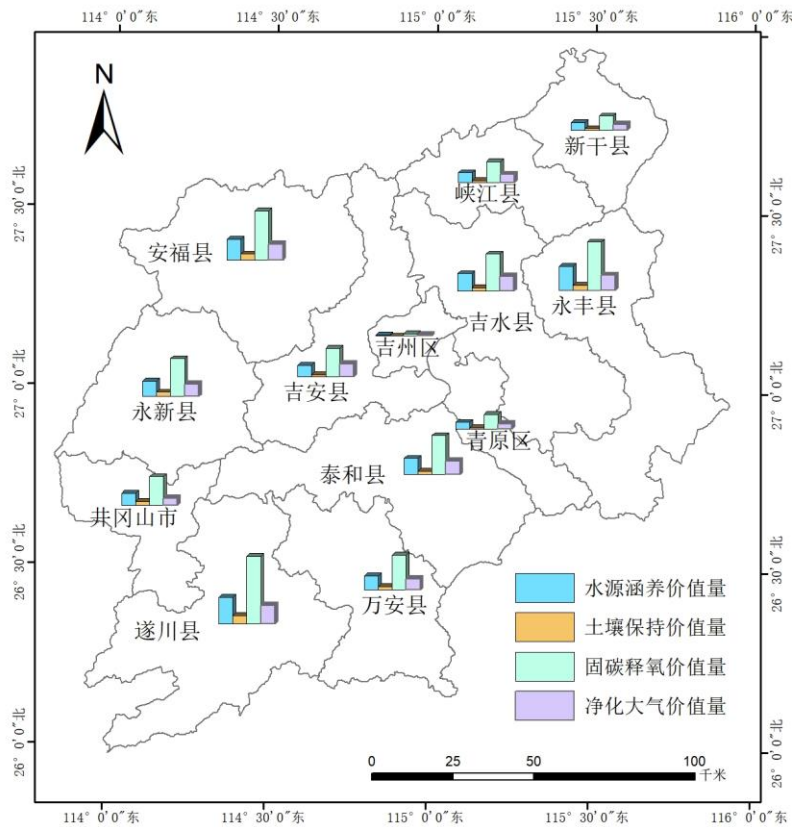 114° 0′0″东
114° 30′0″东
115° 0′0″东
115° 30′0″东
116° 0′0″东
N
新干县
峡江县
27° 30′0″北
27° 30′0″北
安福县
永丰县
吉水县
吉州区
27° 0′0″北
27° 0′0″北
吉安县
永新县
青原区
泰和县
井冈山市
26° 30′0″北
26° 30′0″北
万安县
遂川县
水源涵养价值量
土壤保持价值量
固碳释氧价值量
净化大气价值量
26° 0′0″北
26° 0′0″北
0 25 50 100
千米
114° 0′0″东
114° 30′0″东
115° 0′0″东
115° 30′0″东
116° 0′0″东